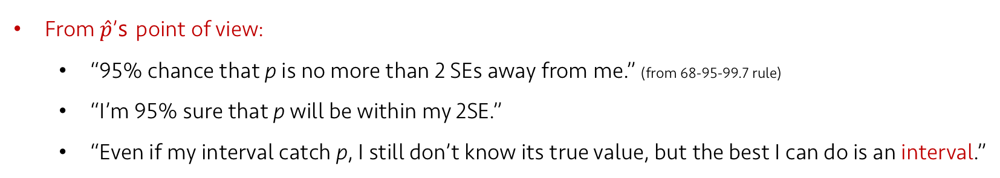 • From p̂’s point of view:
• “95% chance that p is no more than 2 SEs away from me.” (from 68-95-99.7 rule)
• “I’m 95% sure that p will be within my 2SE.”
• “Even if my interval catch p, I still don’t know its true value, but the best I can do is an interval.”